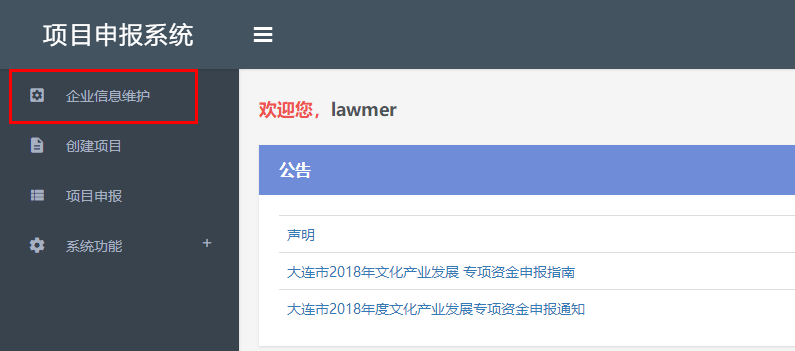 项目申报系统
企业信息维护
创建项目
项目申报
系统功能 +
欢迎您，lawmer
公告
声明
大连市2018年文化产业发展 专项资金申报指南
大连市2018年度文化产业发展专项资金申报通知